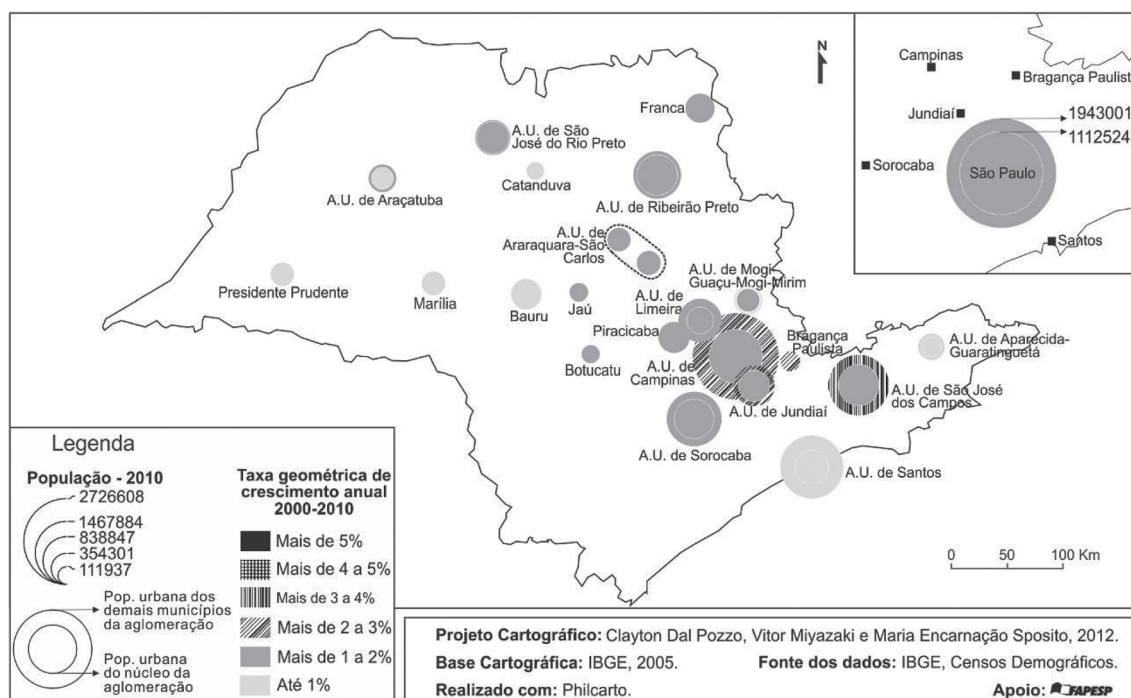 Campinas
Bragança Paulist
Jundiaí
1943001
1112524
Sorocaba
São Paulo
Santos
N
Franca
A.U. de São
José do Rio Preto
Catanduva
A.U. de Araçatuba
A.U. de Ribeirão Preto
A.U. de
Araraquara-São
Carlos
A.U. de Mogi-
Guaçu-Mogi-Mirim
Presidente Prudente
Marília
Bauru
Jaú
A.U. de
Limeira
Piracicaba
Bragança
Paulista
A.U. de Aparecida-
Guaratinguetá
Botucatu
A.U. de
Campinas
A.U. de Jundiaí
A.U. de São José
dos Campos
A.U. de Sorocaba
A.U. de Santos
0 50 100 Km
Legenda
População - 2010
2726608
1467884
838847
354301
111937
Pop. urbana dos
demais municípios
da aglomeração
Pop. urbana
do núcleo da
aglomeração
Taxa geométrica de
crescimento anual
2000-2010
Mais de 5%
Mais de 4 a 5%
Mais de 3 a 4%
Mais de 2 a 3%
Mais de 1 a 2%
Até 1%
Projeto Cartográfico: Clayton Dal Pozzo, Vitor Miyazaki e Maria Encarnação Sposito, 2012.
Base Cartográfica: IBGE, 2005. Fonte dos dados: IBGE, Censos Demográficos.
Realizado com: Philcarto. Apoio: FAPESP